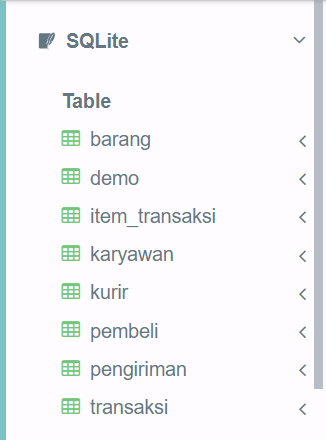 SQLite
Table
barang
demo
item_transaksi
karyawan
kurir
pembeli
pengiriman
transaksi